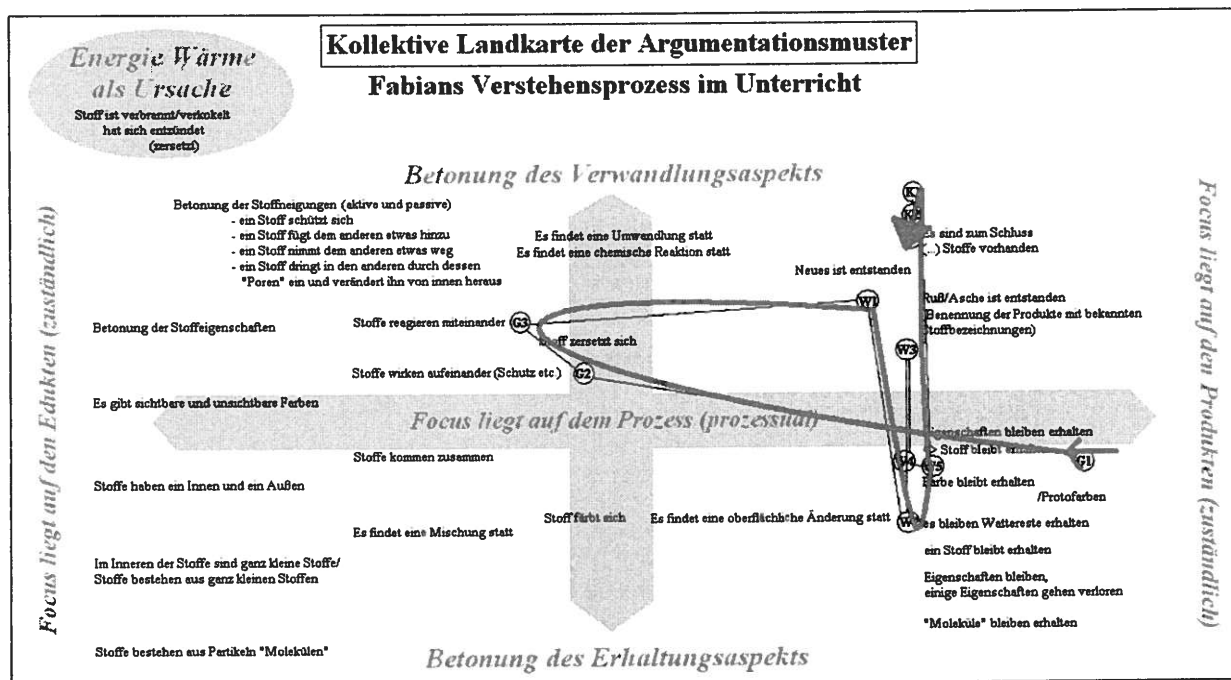 Kollektive Landkarte der Argumentationsmuster
Fabians Verstehensprozess im Unterricht
Energie Wärme
als Ursache
Stoff ist verbrannt/verkokelt
hat sich entzündet
(zersetzt)
Betonung des Verwandlungsaspekts
Focus liegt auf den Edukten (zuständlich)
Betonung der Stoffneigungen (aktive und passive)
- ein Stoff schützt sich
- ein Stoff fügt dem anderen etwas hinzu
- ein Stoff nimmt dem anderen etwas weg
- ein Stoff dringt in den anderen durch dessen
"Poren" ein und verändert ihn von innen heraus
Es findet eine Umwandlung statt
Es findet eine chemische Reaktion statt
Neues ist entstanden
Es sind zum Schluss
(...) Stoffe vorhanden
Ruß/Asche ist entstanden
(Benennung der Produkte mit bekannten
Stoffbezeichnungen)
W1
W3
G3
G2
Betonung der Stoffeigenschaften
Stoffe reagieren miteinander
Stoff zersetzt sich
Stoffe wirken aufeinander (Schutz etc.)
Es gibt sichtbare und unsichtbare Farben
Focus liegt auf dem Prozess (prozessual)
Eigenschaften bleiben erhalten
Stoff bleibt
G1
Farbe bleibt erhalten
/Protofarben
Stoffe kommen zusammen
Stoffe haben ein Innen und ein Außen
Es findet eine Mischung statt
Stoff färbt sich
Es findet eine oberflächliche Änderung statt
es bleiben Wattereste erhalten
ein Stoff bleibt erhalten
Im Inneren der Stoffe sind ganz kleine Stoffe/
Stoffe bestehen aus ganz kleinen Stoffen
Eigenschaften bleiben,
einige Eigenschaften gehen verloren
"Moleküle" bleiben erhalten
Stoffe bestehen aus Partikeln "Molekülen"
Betonung des Erhaltungsaspekts
Focus liegt auf den Produkten (zuständlich)